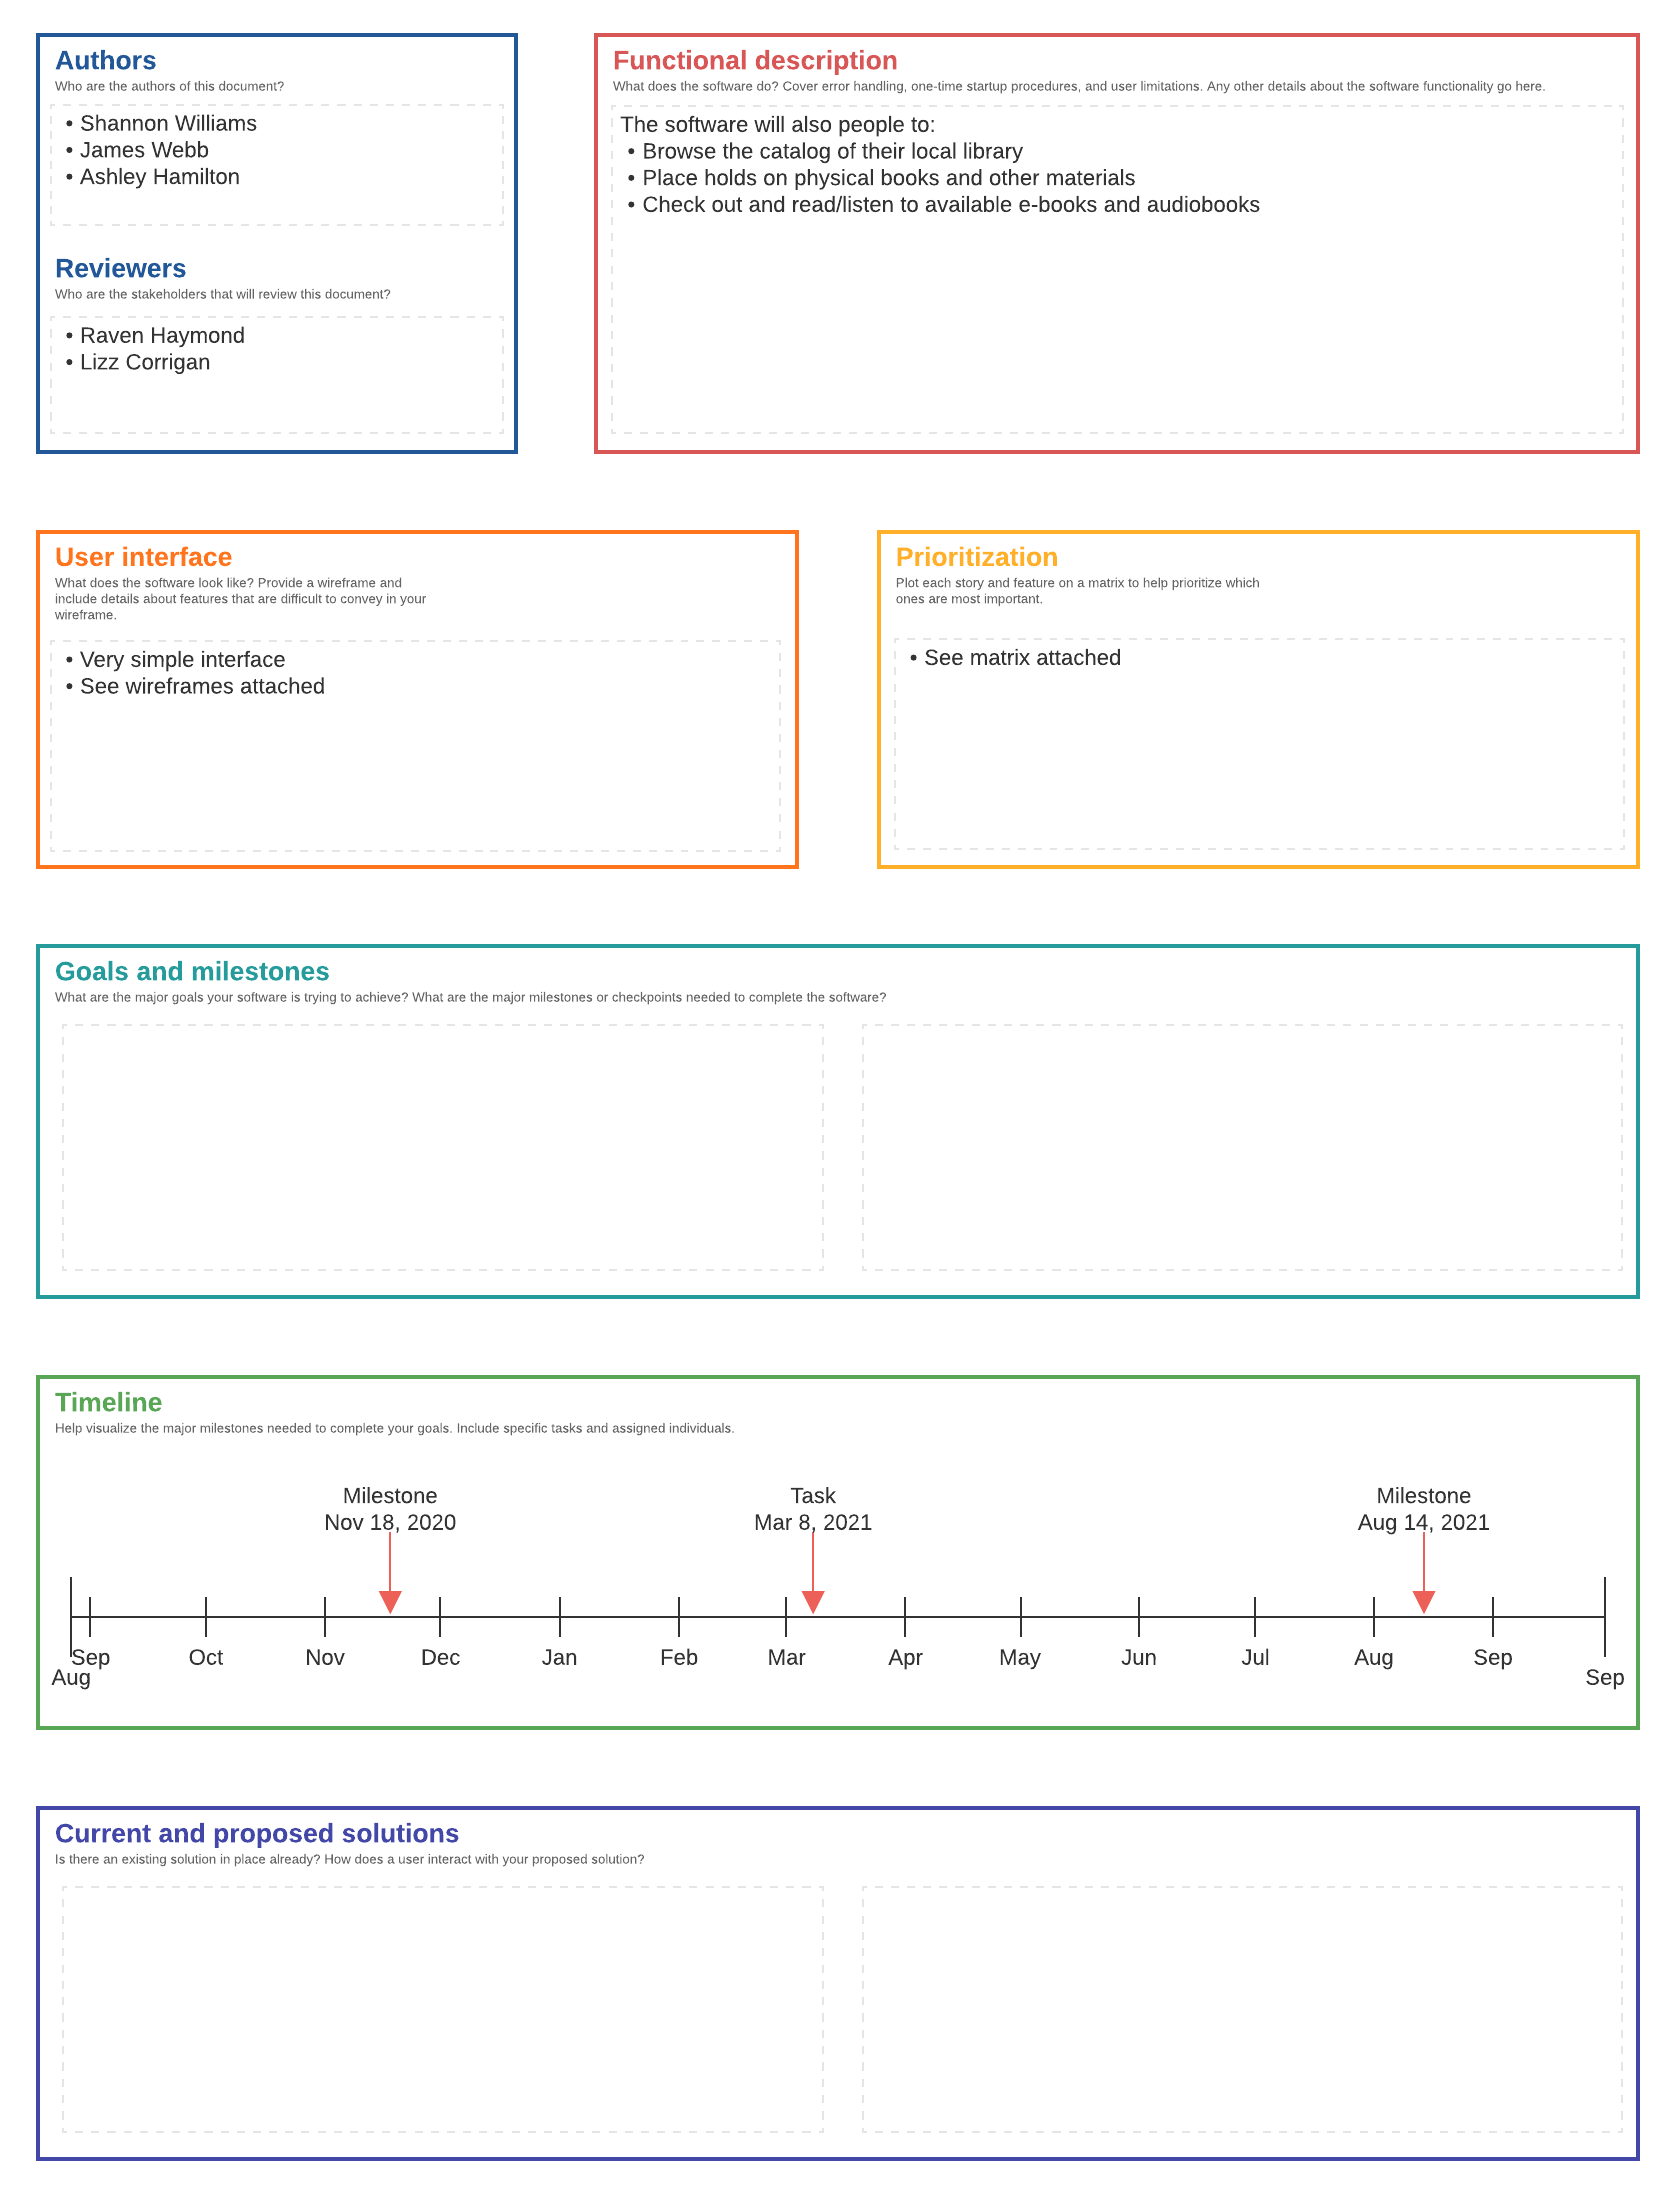 Authors
Who are the authors of this document?
• Shannon Williams
• James Webb
• Ashley Hamilton
Reviewers
Who are the stakeholders that will review this document?
• Raven Haymond
• Lizz Corrigan
Functional description
What does the software do? Cover error handling, one-time startup procedures, and user limitations. Any other details about the software functionality go here.
The software will also people to:
• Browse the catalog of their local library
• Place holds on physical books and other materials
• Check out and read/listen to available e-books and audiobooks
User interface
What does the software look like? Provide a wireframe and
include details about features that are difficult to convey in your
wireframe.
• Very simple interface
• See wireframes attached
Prioritization
Plot each story and feature on a matrix to help prioritize which
ones are most important.
• See matrix attached
Goals and milestones
What are the major goals your software is trying to achieve? What are the major milestones or checkpoints needed to complete the software?
Timeline
Help visualize the major milestones needed to complete your goals. Include specific tasks and assigned individuals.
Milestone
Nov 18, 2020
Task
Mar 8, 2021
Milestone
Aug 14, 2021
Sep Oct Nov Dec Jan Feb Mar Apr May Jun Jul Aug Sep
Aug Sep
Current and proposed solutions
Is there an existing solution in place already? How does a user interact with your proposed solution?